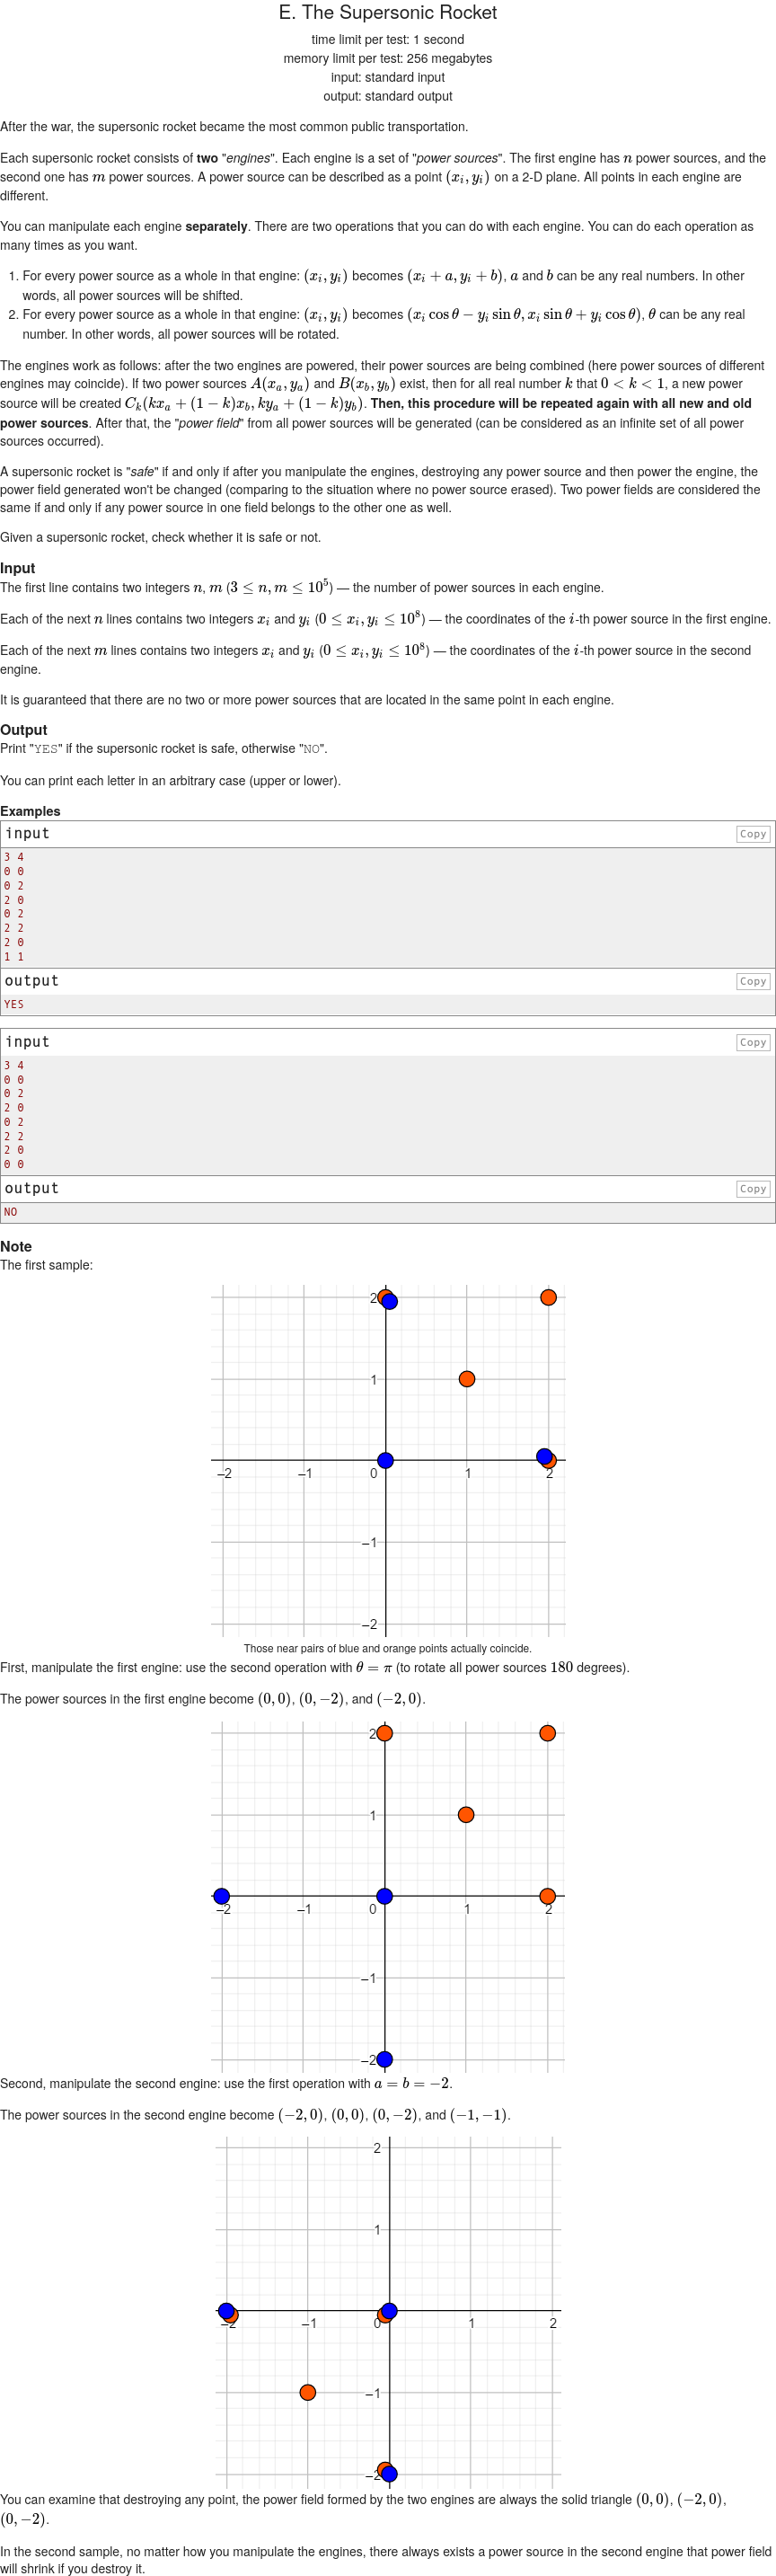 E. The Supersonic Rocket
time limit per test: 1 second
memory limit per test: 256 megabytes
input: standard input
output: standard output
After the war, the supersonic rocket became the most common public transportation.
Each supersonic rocket consists of two "engines". Each engine is a set of "power sources". The first engine has n power sources, and the
second one has m power sources. A power source can be described as a point (x_i, y_i) on a 2-D plane. All points in each engine are
different.
You can manipulate each engine separately. There are two operations that you can do with each engine. You can do each operation as
many times as you want.
1. For every power source as a whole in that engine: (x_i, y_i) becomes (x_i + a, y_i + b), a and b can be any real numbers. In other
words, all power sources will be shifted.
2. For every power source as a whole in that engine: (x_i, y_i) becomes (x_i cos θ − y_i sin θ, x_i sin θ + y_i cos θ), θ can be any real
number. In other words, all power sources will be rotated.
The engines work as follows: after the two engines are powered, their power sources are being combined (here power sources of different
engines may coincide). If two power sources A(x_a, y_a) and B(x_b, y_b) exist, then for all real number k that 0 < k < 1, a new power
source will be created C_k(kx_a + (1 − k)x_b, ky_a + (1 − k)y_b). Then, this procedure will be repeated again with all new and old
power sources. After that, the "power field" from all power sources will be generated (can be considered as an infinite set of all power
sources occurred).
A supersonic rocket is "safe" if and only if after you manipulate the engines, destroying any power source and then power the engine, the
power field generated won't be changed (comparing to the situation where no power source erased). Two power fields are considered the
same if and only if any power source in one field belongs to the other one as well.
Given a supersonic rocket, check whether it is safe or not.
Input
The first line contains two integers n, m (3 ≤ n, m ≤ 10^5) — the number of power sources in each engine.
Each of the next n lines contains two integers x_i and y_i (0 ≤ x_i, y_i ≤ 10^8) — the coordinates of the i-th power source in the first engine.
Each of the next m lines contains two integers x_i and y_i (0 ≤ x_i, y_i ≤ 10^8) — the coordinates of the i-th power source in the second
engine.
It is guaranteed that there are no two or more power sources that are located in the same point in each engine.
Output
Print "YES" if the supersonic rocket is safe, otherwise "NO".
You can print each letter in an arbitrary case (upper or lower).
Examples
input Copy
3 4
0 0
0 2
2 0
0 2
2 2
2 0
1 1
output Copy
YES
input Copy
3 4
0 0
0 2
2 0
0 2
2 2
2 0
0 0
output Copy
NO
Note
The first sample:
2
1
−2 −1 0 1 2
−1
−2
Those near pairs of blue and orange points actually coincide.
First, manipulate the first engine: use the second operation with θ = π (to rotate all power sources 180 degrees).
The power sources in the first engine become (0, 0), (0, −2), and (−2, 0).
2
1
−2 −1 0 1 2
−1
−2
Second, manipulate the second engine: use the first operation with a = b = −2.
The power sources in the second engine become (−2, 0), (0, 0), (0, −2), and (−1, −1).
2
1
−2 −1 0 1 2
−1
−2
You can examine that destroying any point, the power field formed by the two engines are always the solid triangle (0, 0), (−2, 0),
(0, −2).
In the second sample, no matter how you manipulate the engines, there always exists a power source in the second engine that power field
will shrink if you destroy it.